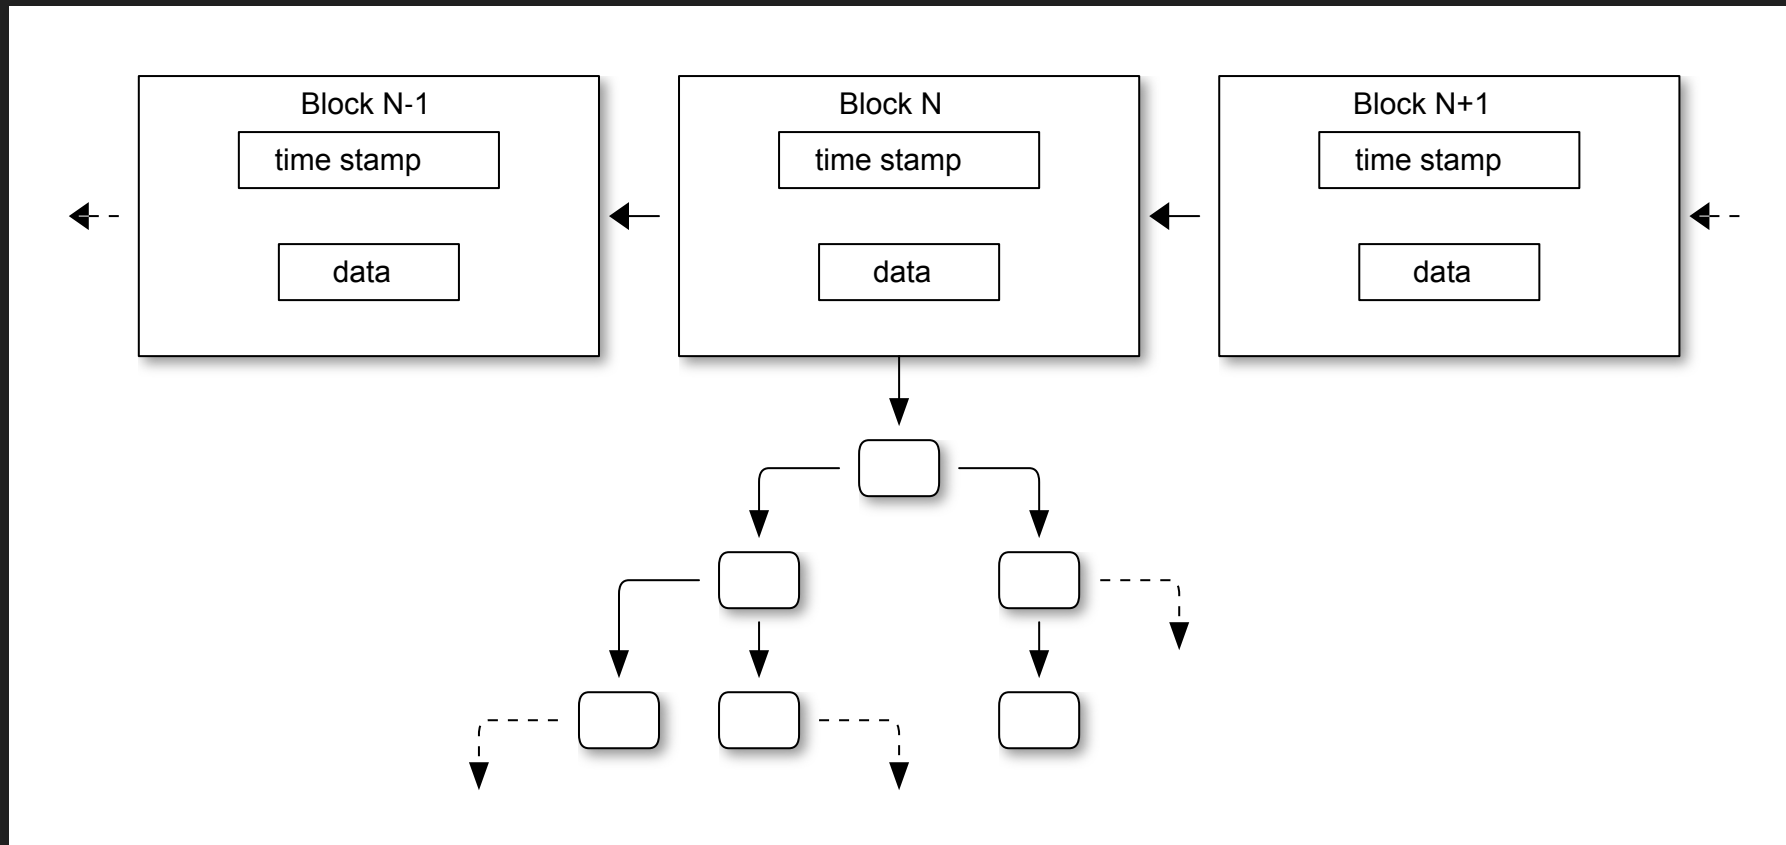 Block N-1
time stamp
data
Block N
time stamp
data
Block N+1
time stamp
data